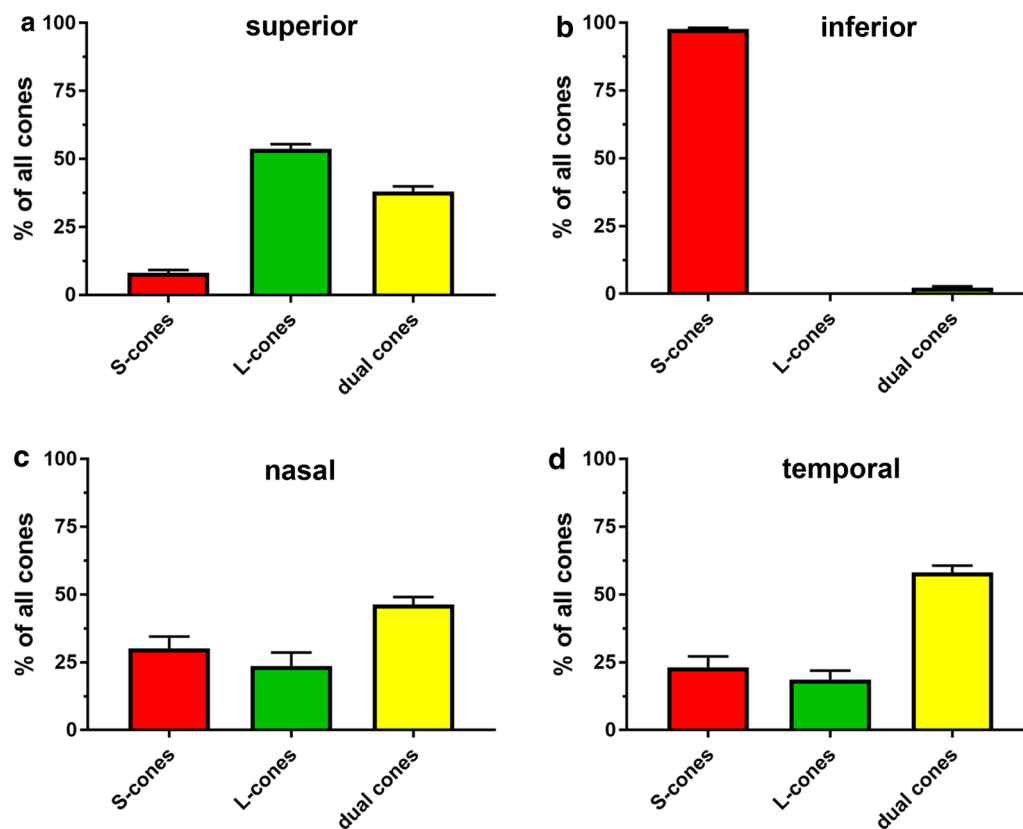 a
superior
% of all cones
100
75
50
25
0
S-cones
L-cones
dual cones
b
inferior
% of all cones
100
75
50
25
0
S-cones
L-cones
dual cones
c
nasal
% of all cones
100
75
50
25
0
S-cones
L-cones
dual cones
d
temporal
% of all cones
100
75
50
25
0
S-cones
L-cones
dual cones